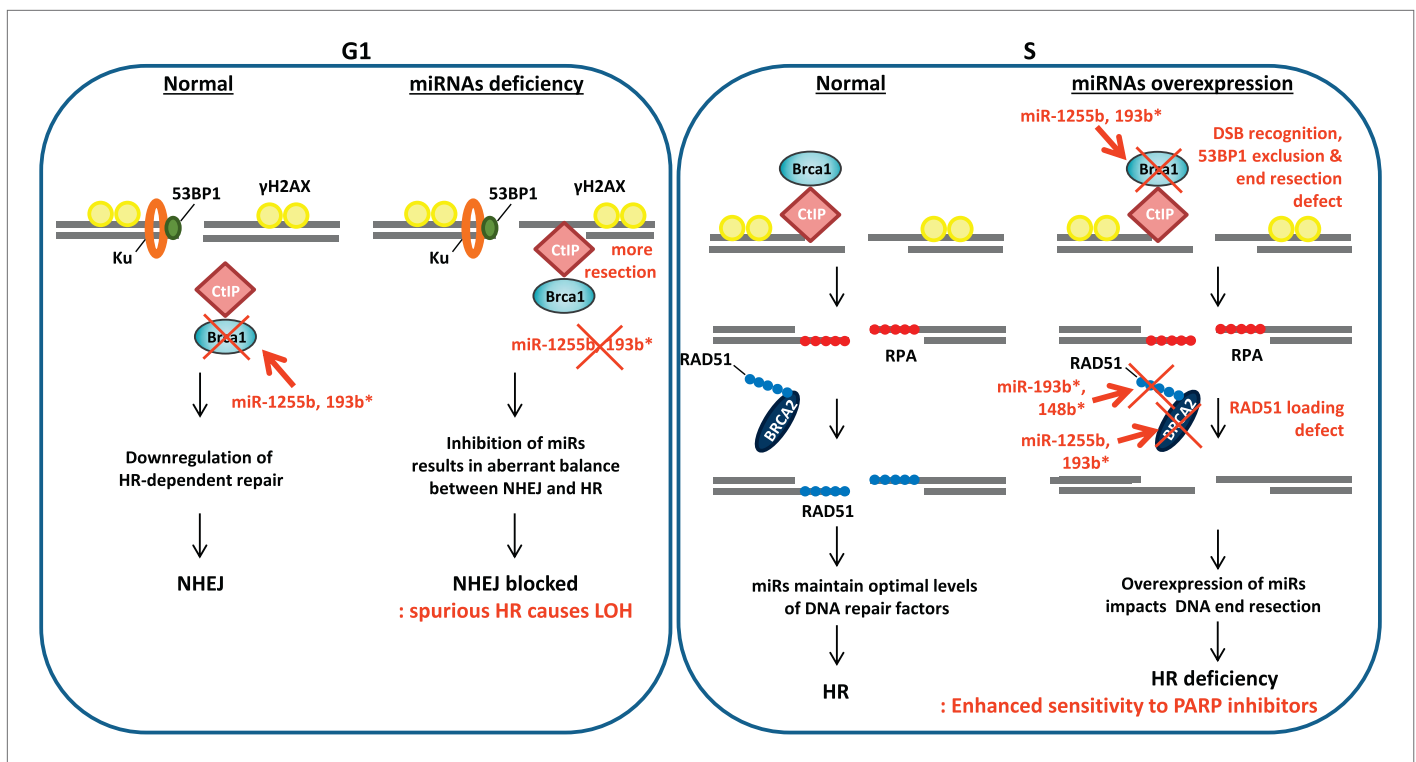 G1
Normal
miRNAs deficiency
53BP1
γH2AX
Ku
CtIP
Brca1
miR-1255b, 193b*
Downregulation of
HR-dependent repair
NHEJ
53BP1
γH2AX
Ku
CtIP
more
resection
Brca1
miR-1255b, 193b*
Inhibition of miRs
results in aberrant balance
between NHEJ and HR
NHEJ blocked
: spurious HR causes LOH
S
Normal
miRNAs overexpression
Brca1
CtIP
RPA
RAD51
BRCA2
RAD51
miRs maintain optimal levels
of DNA repair factors
HR
miR-1255b, 193b*
DSB recognition,
53BP1 exclusion &
end resection
defect
Brca1
CtIP
RPA
RAD51
miR-193b*,
148b*
BRCA2
miR-1255b,
193b*
RAD51 loading
defect
Overexpression of miRs
impacts DNA end resection
HR deficiency
: Enhanced sensitivity to PARP inhibitors